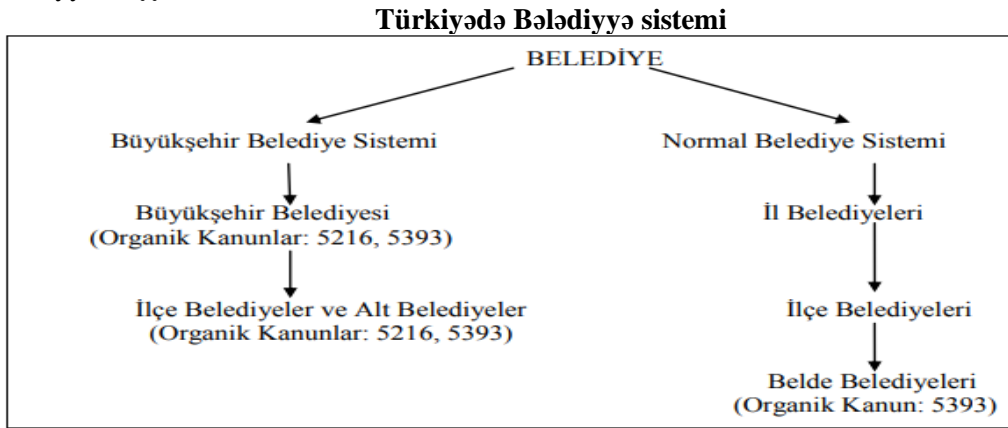 Türkiyədə Bələdiyyə sistemi
BELEDİYE
Büyükşehir Belediye Sistemi
Normal Belediye Sistemi
Büyükşehir Belediyesi
(Organik Kanunlar: 5216, 5393)
İl Belediyeleri
İlçe Belediyeler ve Alt Belediyeler
(Organik Kanunlar: 5216, 5393)
İlçe Belediyeleri
Belde Belediyeleri
(Organik Kanun: 5393)